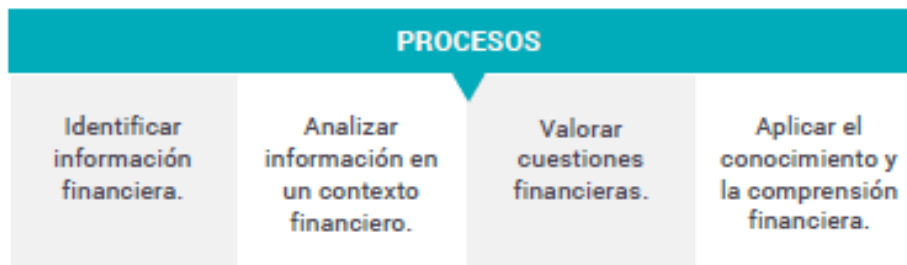 PROCESOS
Identificar
información
financiera.
Analizar
información en
un contexto
financiero.
Valorar
cuestiones
financieras.
Aplicar el
conocimiento y
la comprensión
financiera.